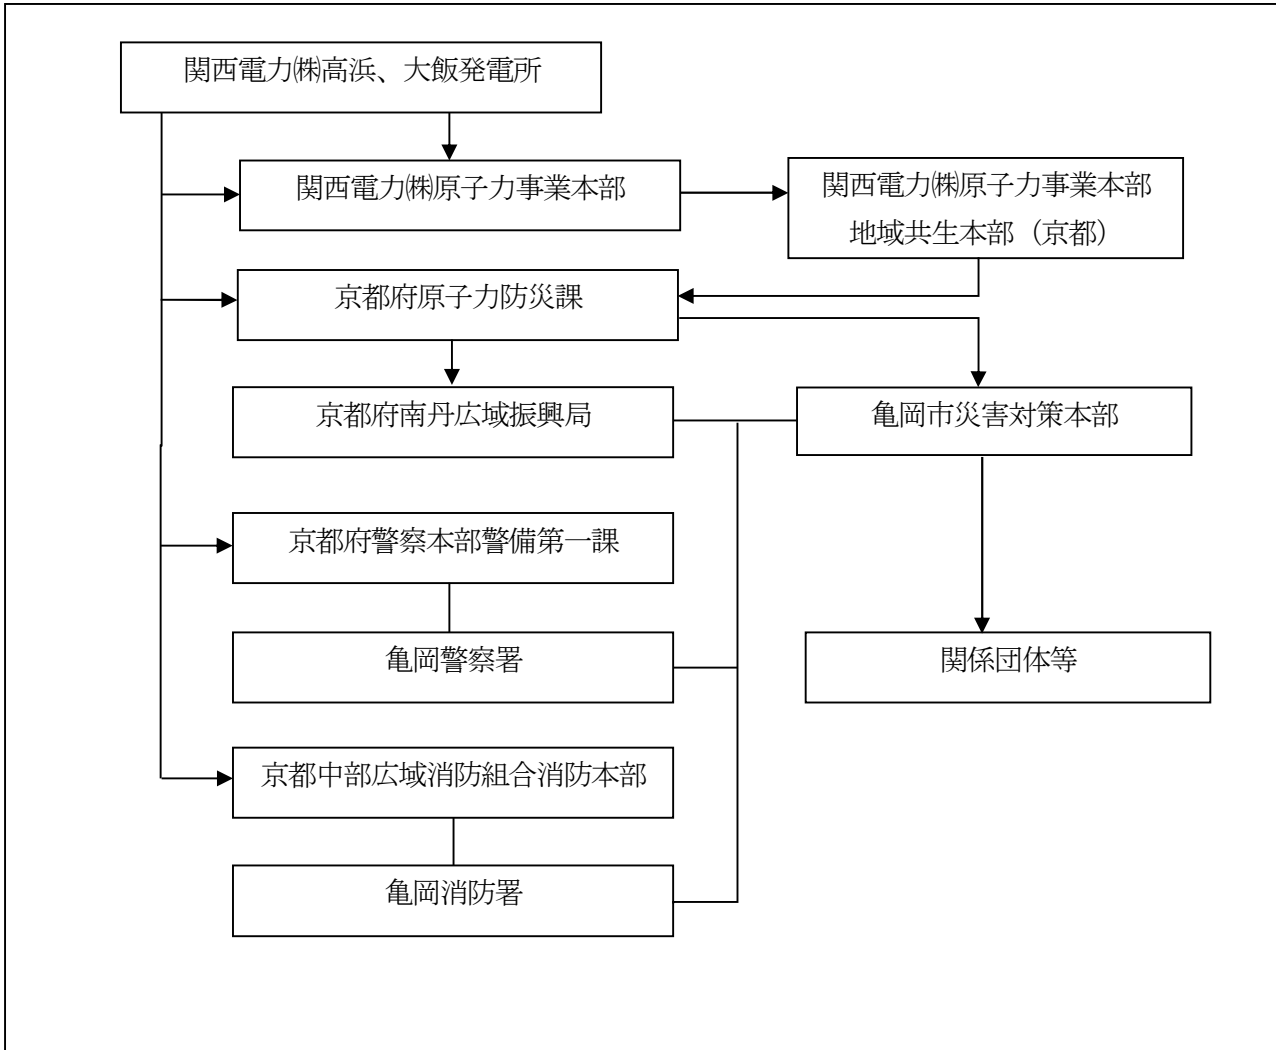 関西電力㈱高浜、大飯発電所
関西電力㈱原子力事業本部
関西電力㈱原子力事業本部
地域共生本部（京都）
京都府原子力防災課
京都府南丹広域振興局
亀岡市災害対策本部
京都府警察本部警備第一課
亀岡警察署
関係団体等
京都中部広域消防組合消防本部
亀岡消防署